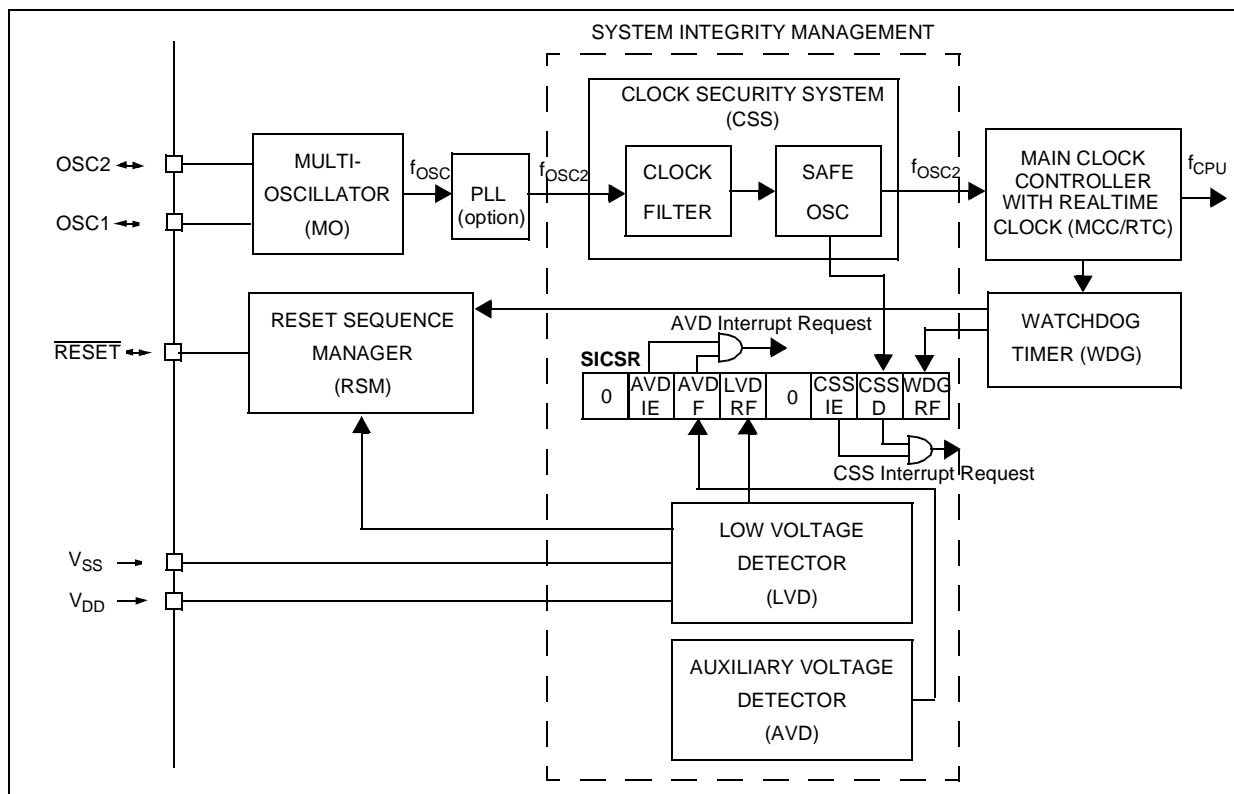 SYSTEM INTEGRITY MANAGEMENT
CLOCK SECURITY SYSTEM
(CSS)
OSC2
OSC1
MULTI-
OSCILLATOR
(MO)
fOSC
PLL
(option)
fOSC2
CLOCK
FILTER
SAFE
OSC
fOSC2
MAIN CLOCK
CONTROLLER
WITH REALTIME
CLOCK (MCC/RTC)
fCPU
RESET
RESET SEQUENCE
MANAGER
(RSM)
AVD Interrupt Request
WATCHDOG
TIMER (WDG)
SICSR
0
AVD
IE
AVD
F
LVD
RF
0
CSS
IE
CSS
D
WDG
RF
CSS Interrupt Request
VSS
VDD
LOW VOLTAGE
DETECTOR
(LVD)
AUXILIARY VOLTAGE
DETECTOR
(AVD)